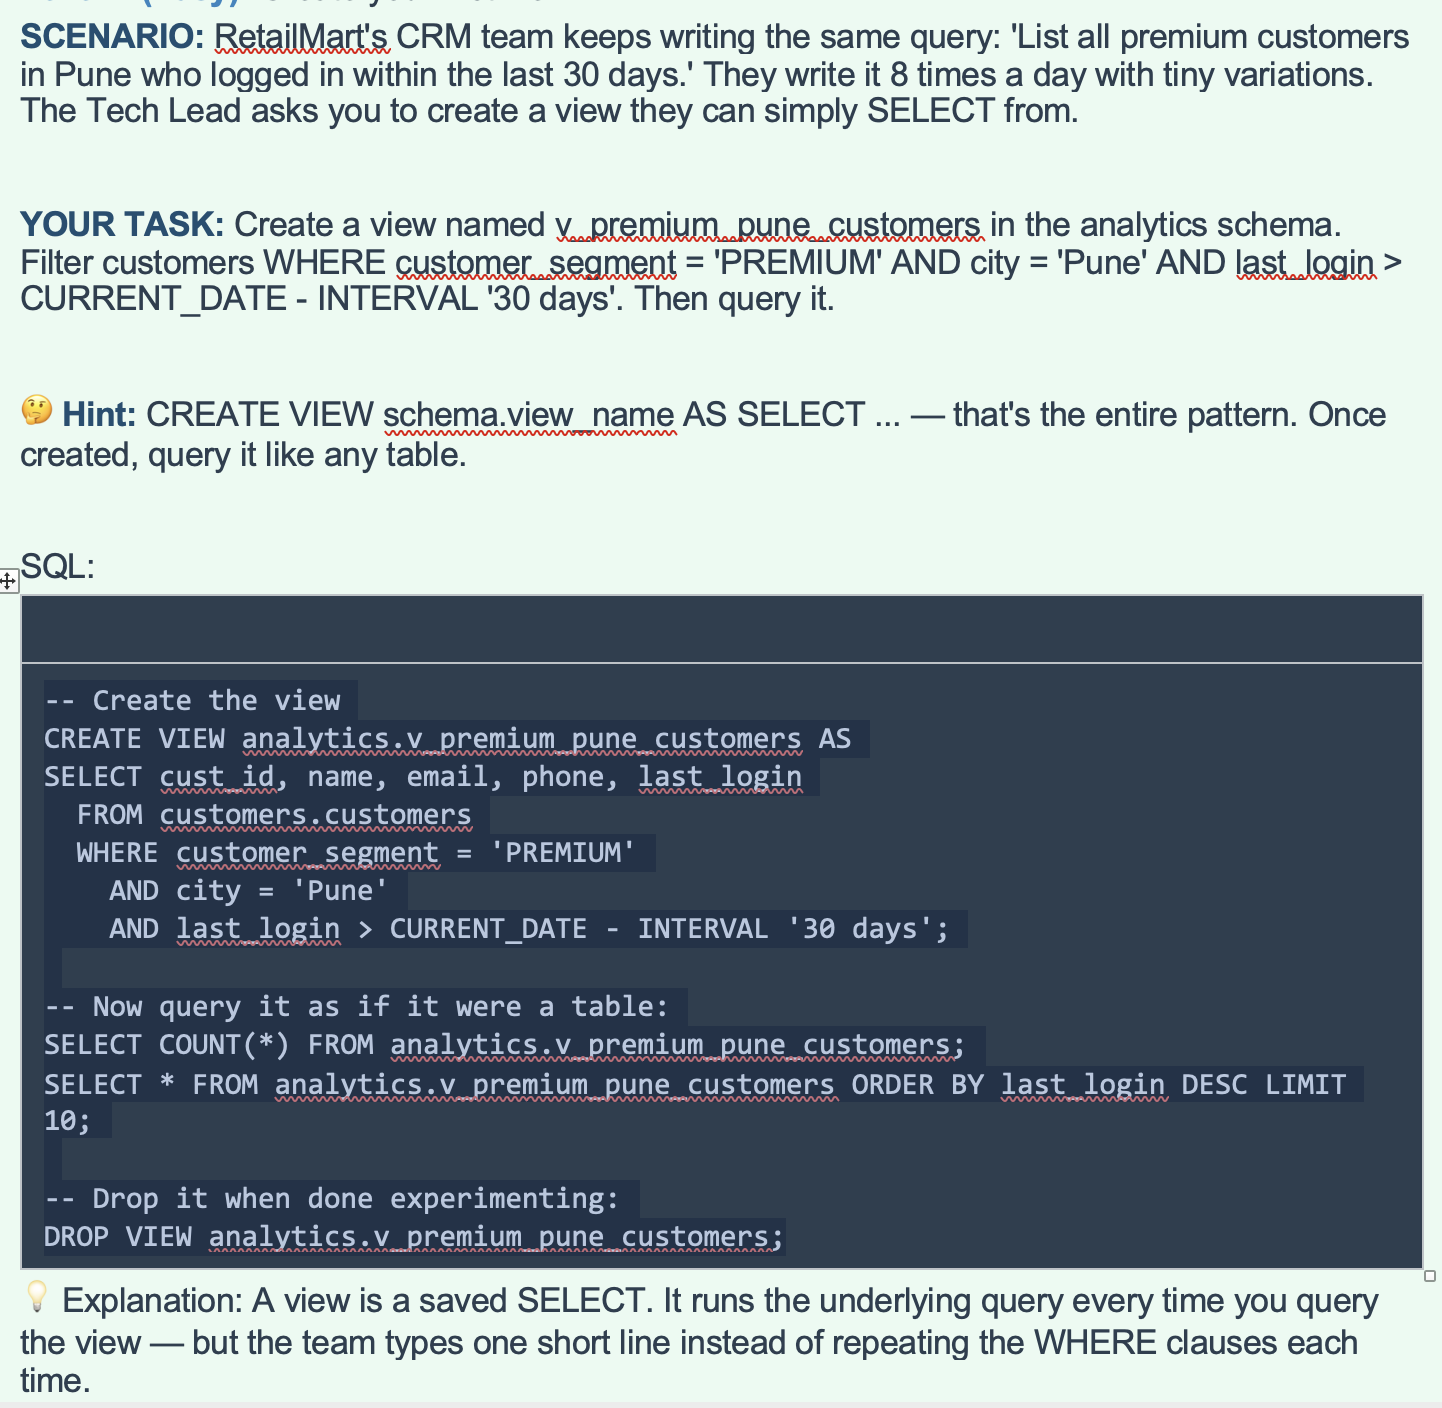 SCENARIO: RetailMart's CRM team keeps writing the same query: 'List all premium customers
in Pune who logged in within the last 30 days.' They write it 8 times a day with tiny variations.
The Tech Lead asks you to create a view they can simply SELECT from.
YOUR TASK: Create a view named v_premium_pune_customers in the analytics schema.
Filter customers WHERE customer_segment = 'PREMIUM' AND city = 'Pune' AND last_login >
CURRENT_DATE - INTERVAL '30 days'. Then query it.
🤔 Hint: CREATE VIEW schema.view_name AS SELECT ... — that's the entire pattern. Once
created, query it like any table.
SQL:
-- Create the view
CREATE VIEW analytics.v_premium_pune_customers AS
SELECT cust_id, name, email, phone, last_login
  FROM customers.customers
  WHERE customer_segment = 'PREMIUM'
    AND city = 'Pune'
    AND last_login > CURRENT_DATE - INTERVAL '30 days';
-- Now query it as if it were a table:
SELECT COUNT(*) FROM analytics.v_premium_pune_customers;
SELECT * FROM analytics.v_premium_pune_customers ORDER BY last_login DESC LIMIT
10;
-- Drop it when done experimenting:
DROP VIEW analytics.v_premium_pune_customers;
💡 Explanation: A view is a saved SELECT. It runs the underlying query every time you query
the view — but the team types one short line instead of repeating the WHERE clauses each
time.